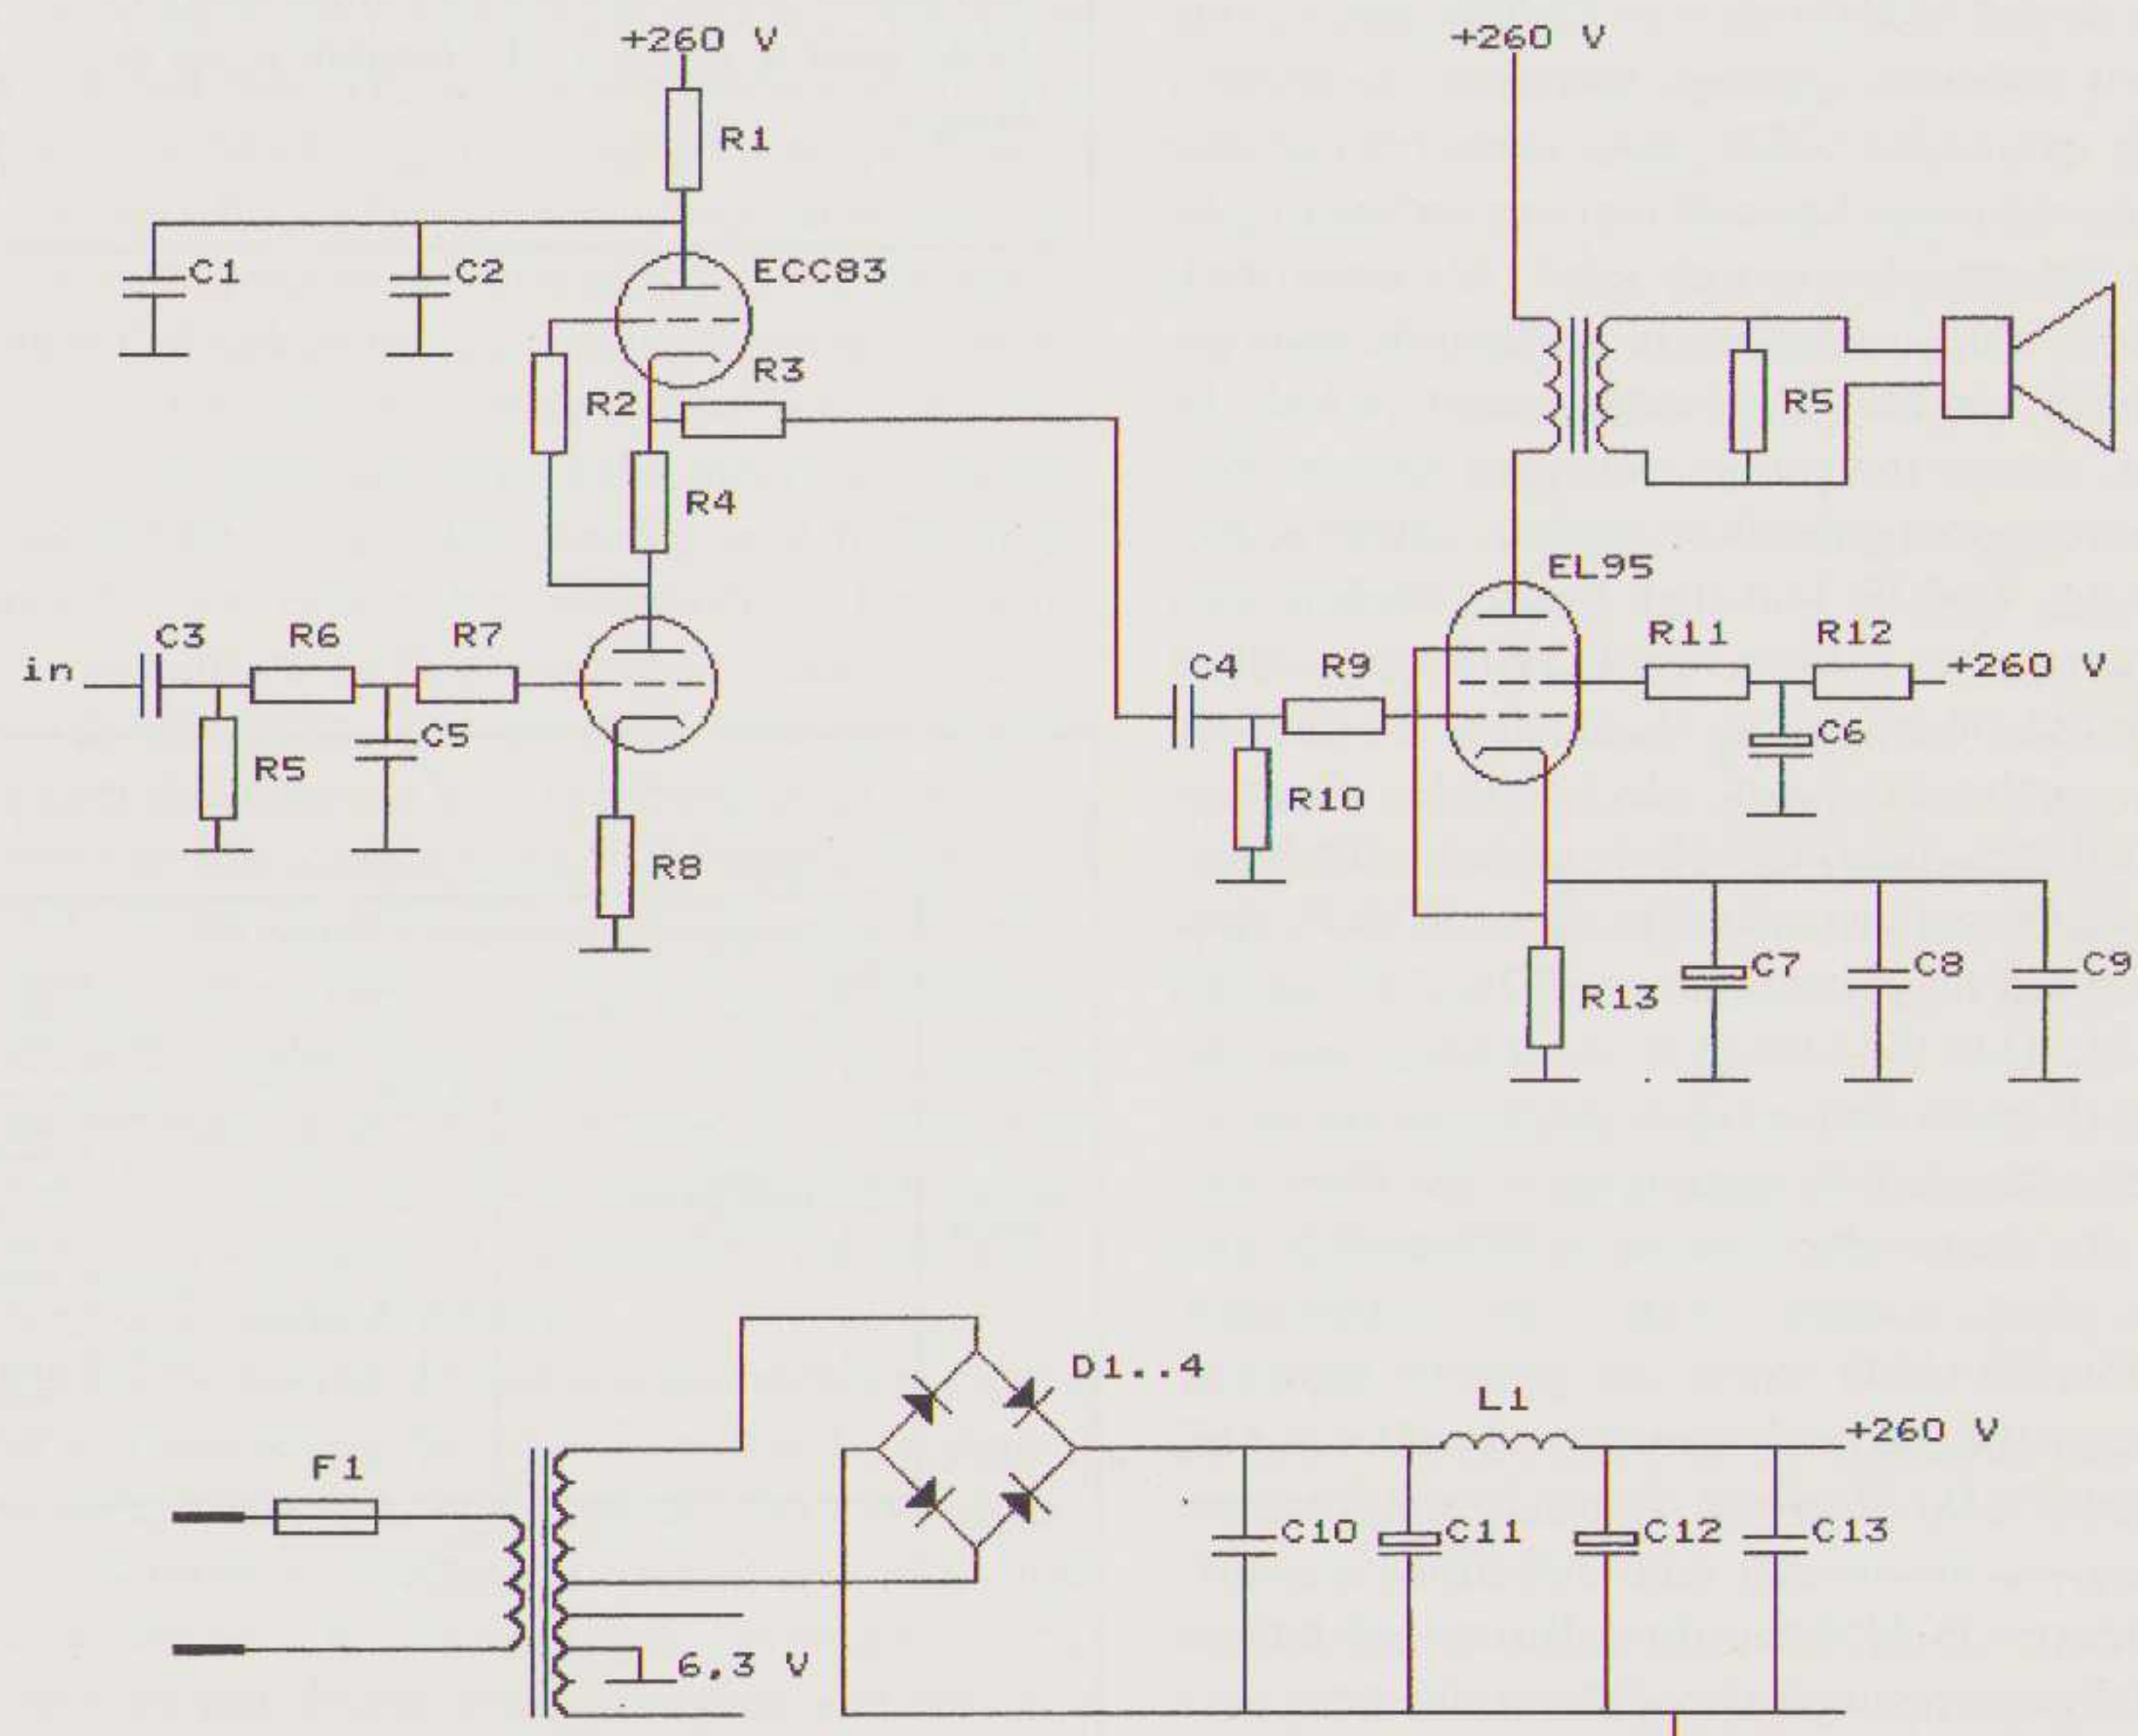 +260 V
+260 V
R1
C1
C2
ECC83
R3
R2
R5
R4
EL95
in
C3
R6
R7
C4
R9
R11
R12
+260 V
C5
C6
R5
R10
R8
C7
C8
C9
R13
D1..4
L1
+260 V
F1
C10
C11
C12
C13
6,3 V